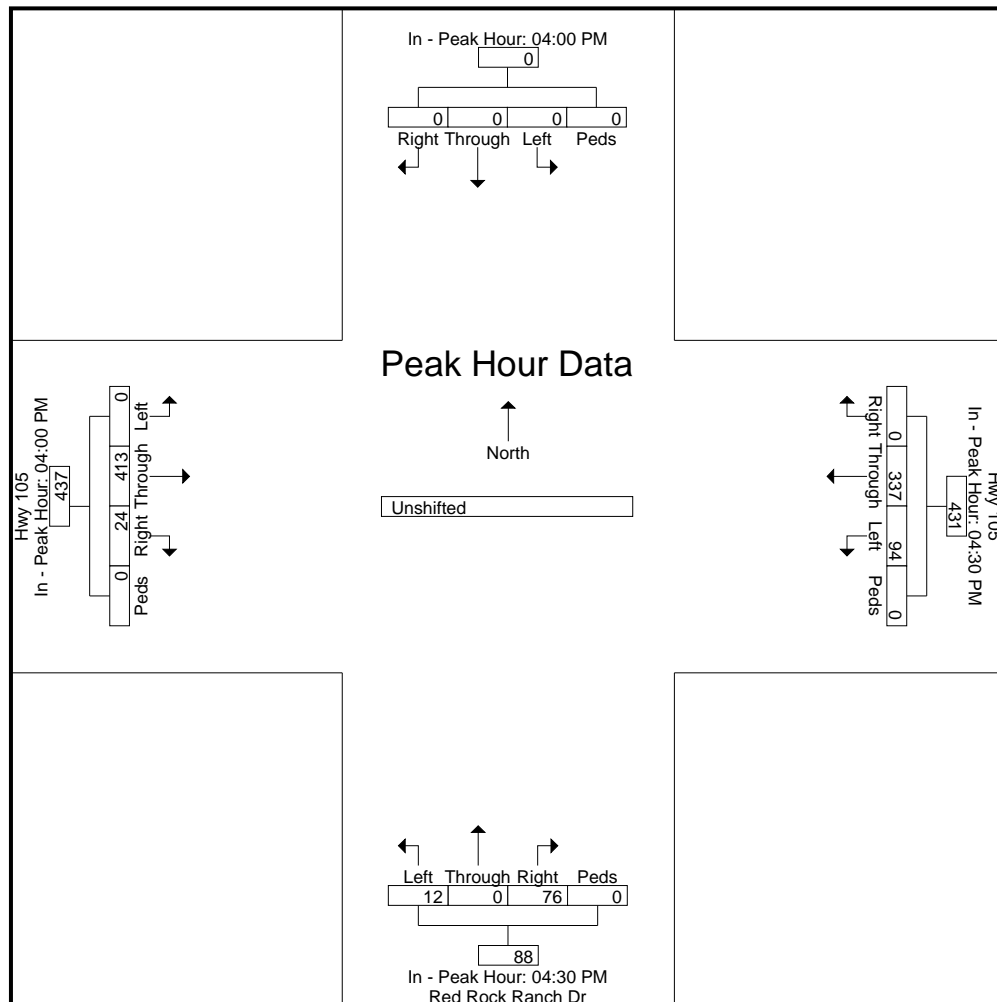 In - Peak Hour: 04:00 PM
0
0 0 0 0
Right Through Left Peds
Peak Hour Data
North
Unshifted
Hwy 105
In - Peak Hour: 04:00 PM
437
0 413 24 0
Left Through Right Peds
Hwy 105
In - Peak Hour: 04:30 PM
431
0 337 94 0
Right Through Left Peds
Left Through Right Peds
12 0 76 0
88
In - Peak Hour: 04:30 PM
Red Rock Ranch Dr